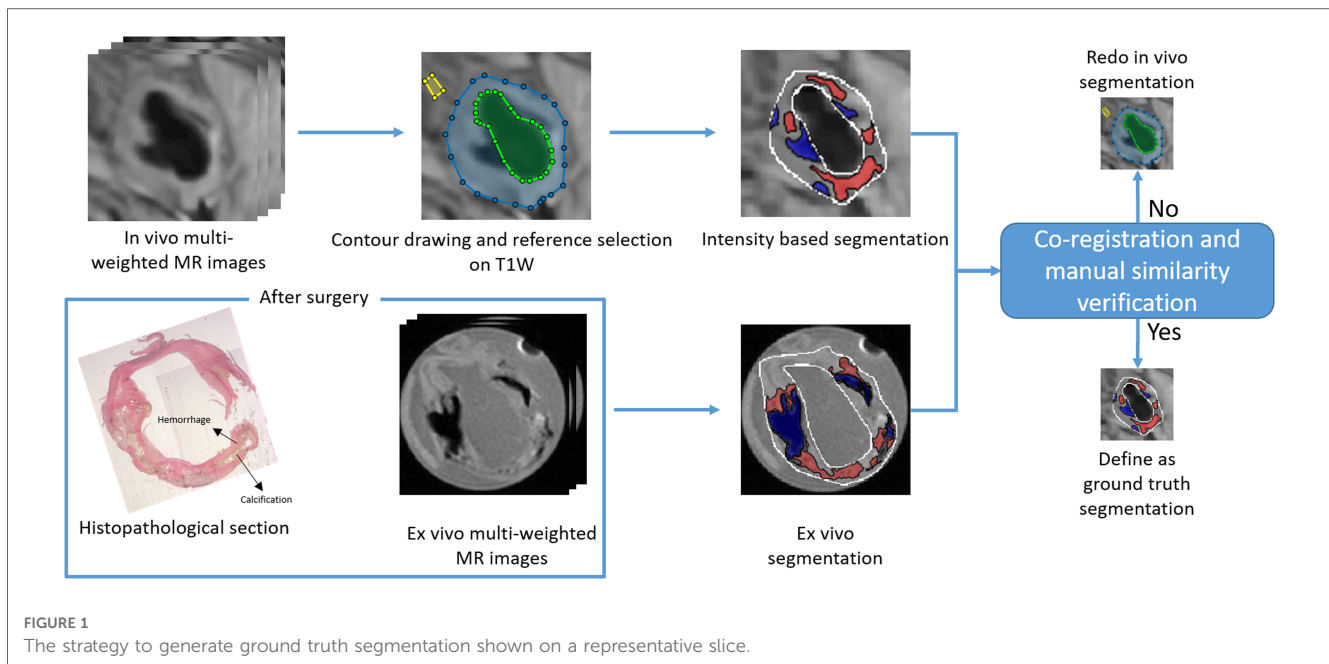 In vivo multi-
weighted MR images
Contour drawing and reference selection
on T1W
Intensity based segmentation
Redo in vivo
segmentation
No
Co-registration and
manual similarity
verification
Yes
Define as
ground truth
segmentation
After surgery
Hemorrhage
Calcification
Histopathological section
Ex vivo multi-weighted
MR images
Ex vivo
segmentation
FIGURE 1
The strategy to generate ground truth segmentation shown on a representative slice.